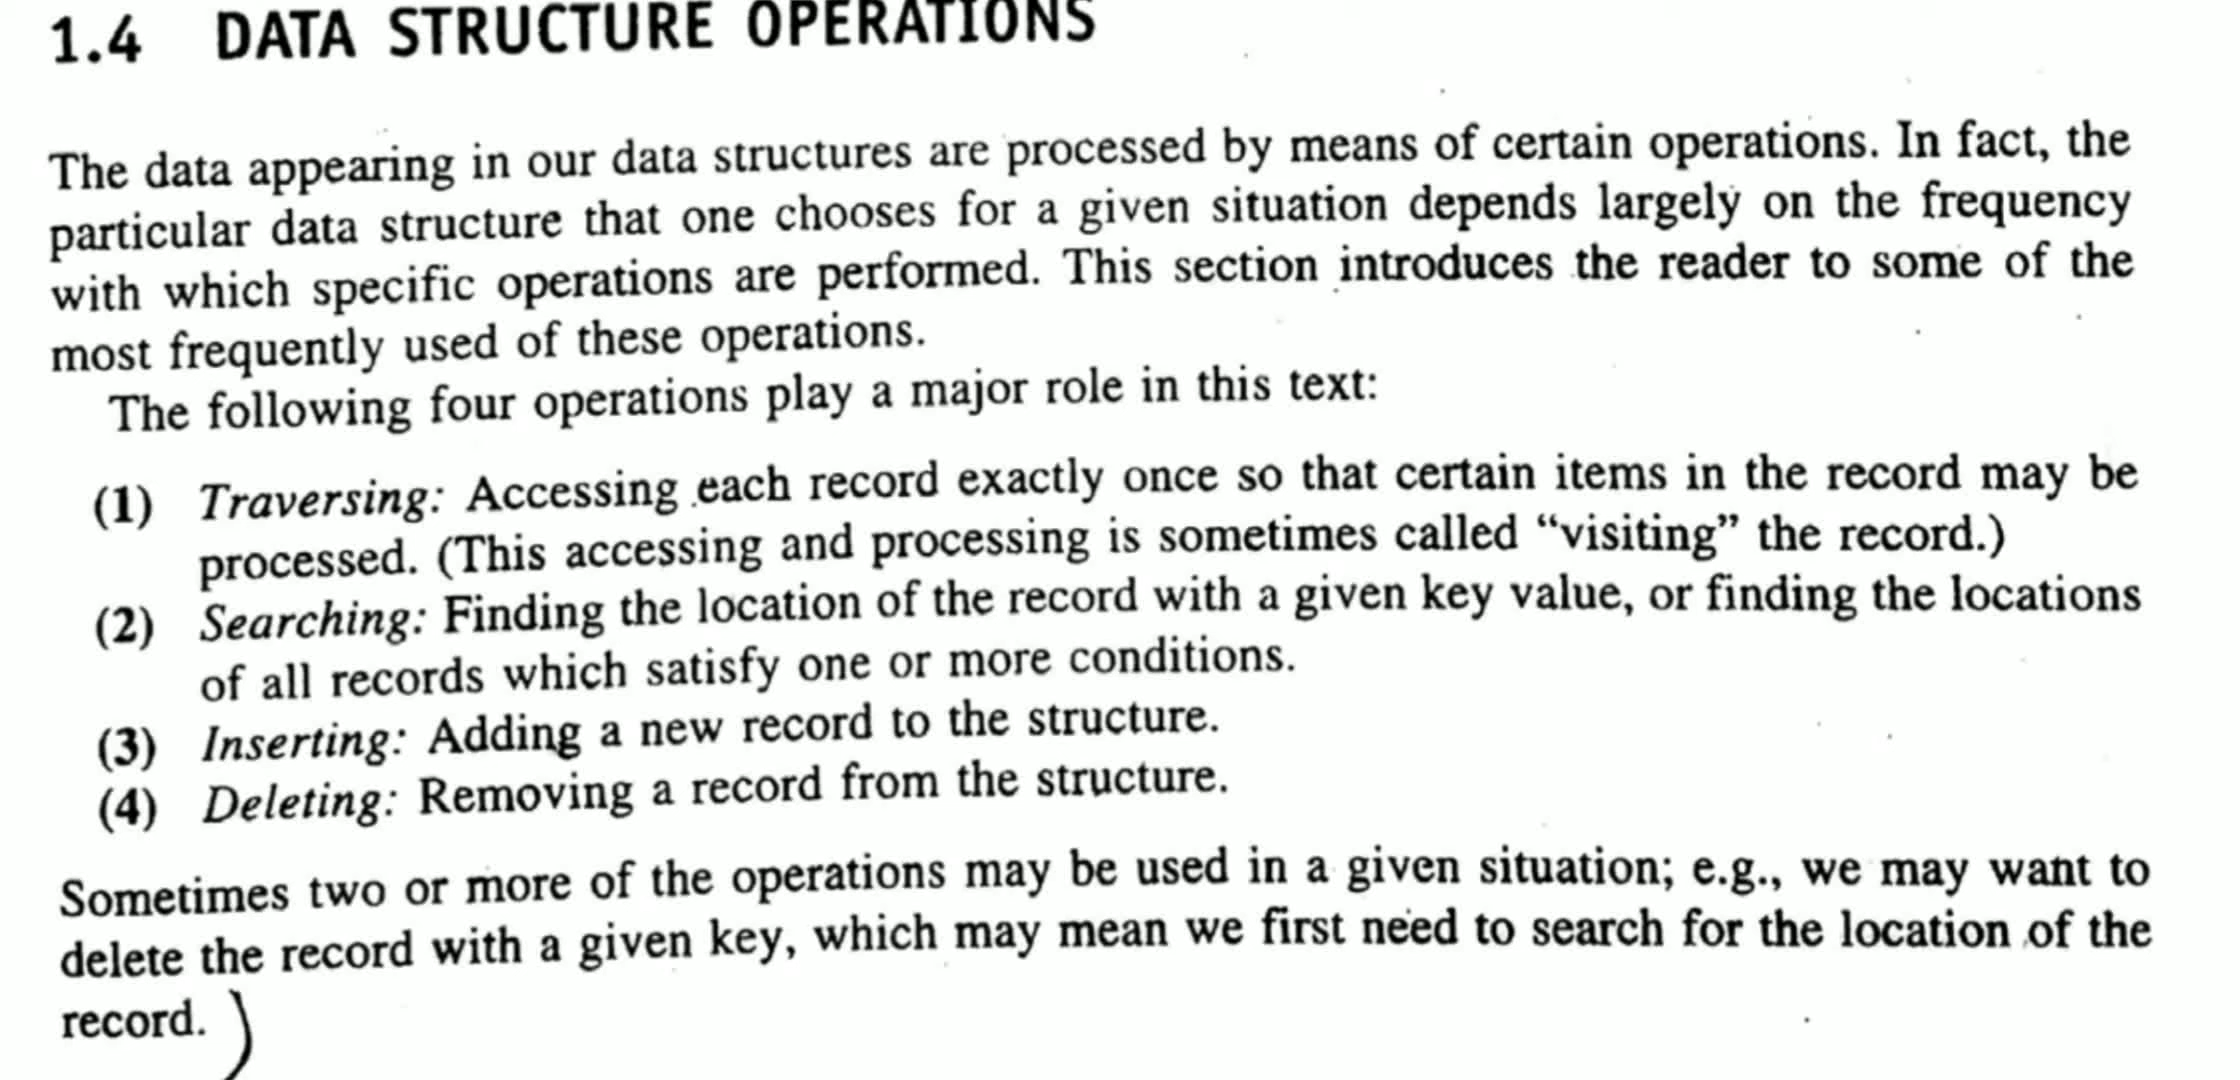 1.4 DATA STRUCTURE OPERATIONS
The data appearing in our data structures are processed by means of certain operations. In fact, the
particular data structure that one chooses for a given situation depends largely on the frequency
with which specific operations are performed. This section introduces the reader to some of the
most frequently used of these operations.
The following four operations play a major role in this text:
(1) Traversing: Accessing each record exactly once so that certain items in the record may be
processed. (This accessing and processing is sometimes called “visiting” the record.)
(2) Searching: Finding the location of the record with a given key value, or finding the locations
of all records which satisfy one or more conditions.
(3) Inserting: Adding a new record to the structure.
(4) Deleting: Removing a record from the structure.
Sometimes two or more of the operations may be used in a given situation; e.g., we may want to
delete the record with a given key, which may mean we first need to search for the location of the
record.